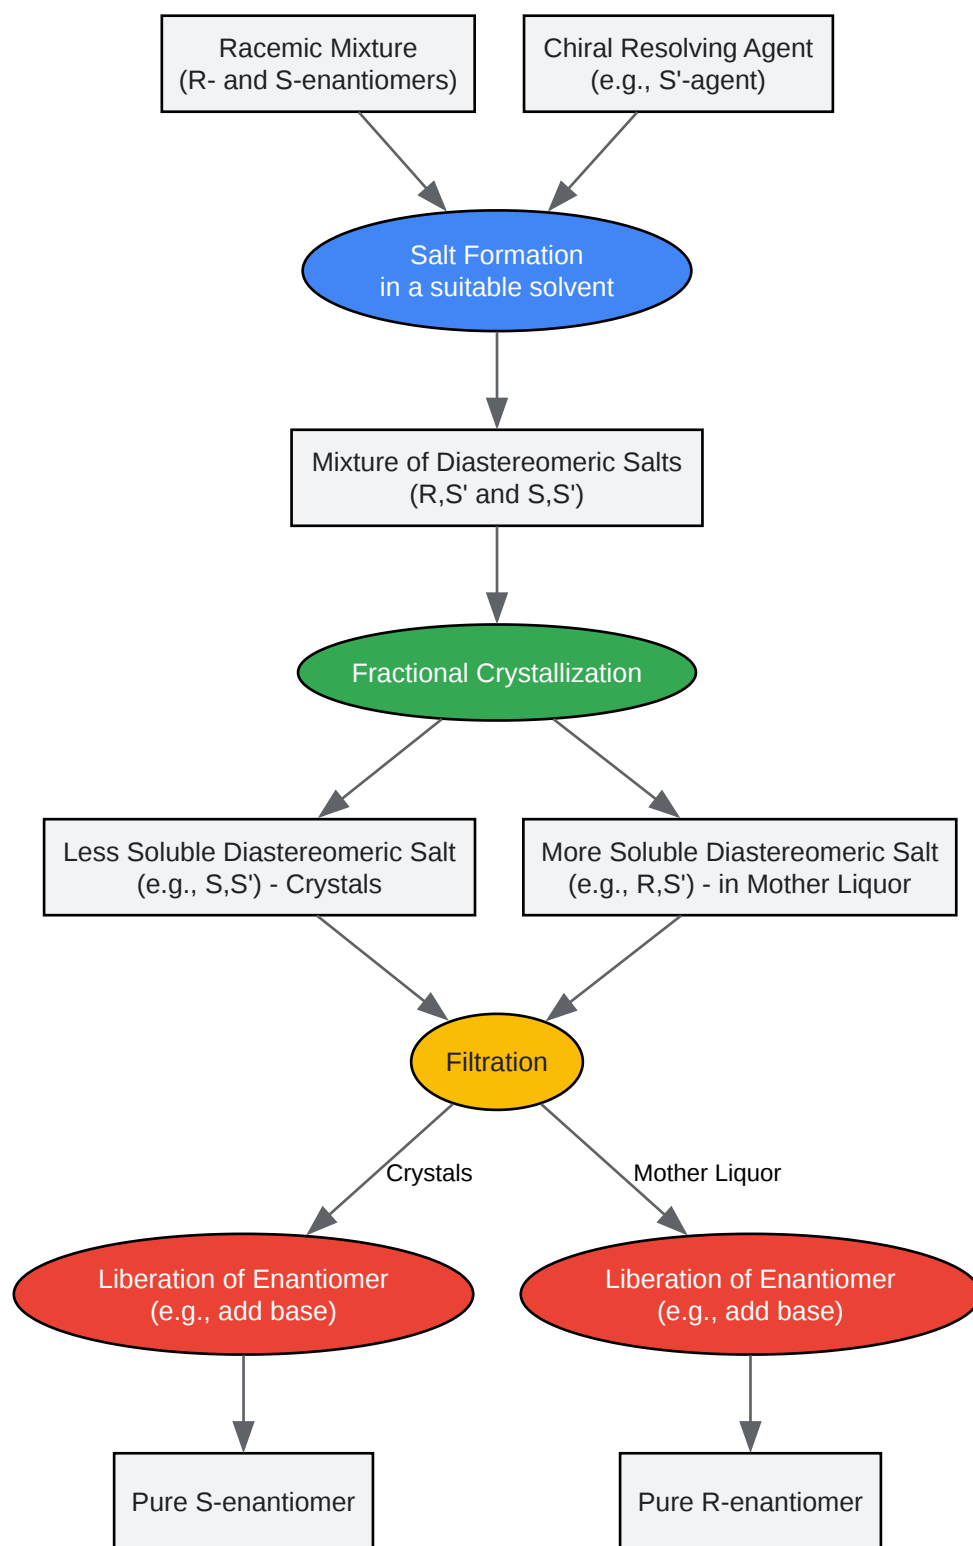 Racemic Mixture
(R- and S-enantiomers)
Chiral Resolving Agent
(e.g., S'-agent)
Salt Formation
in a suitable solvent
Mixture of Diastereomeric Salts
(R,S' and S,S')
Fractional Crystallization
Less Soluble Diastereomeric Salt
(e.g., S,S') - Crystals
More Soluble Diastereomeric Salt
(e.g., R,S') - in Mother Liquor
Filtration
Crystals
Mother Liquor
Liberation of Enantiomer
(e.g., add base)
Liberation of Enantiomer
(e.g., add base)
Pure S-enantiomer
Pure R-enantiomer